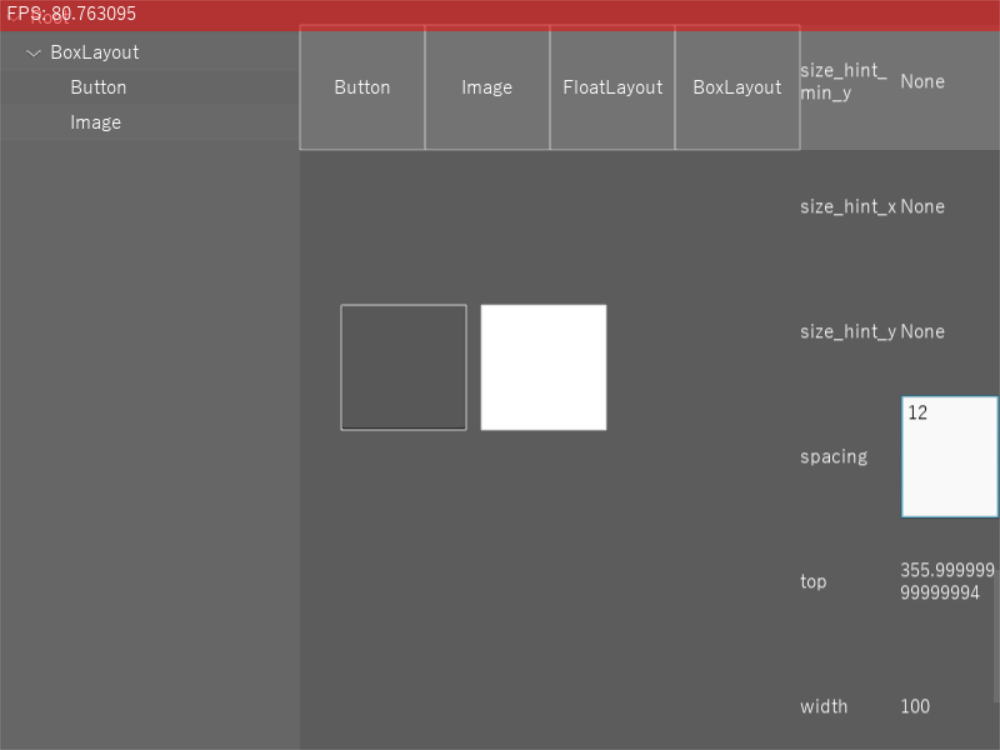 FPS: 80.763095
Root
BoxLayout
Button
Image
Button
Image
FloatLayout
BoxLayout
size_hint_
min_y
None
size_hint_x
None
size_hint_y
None
spacing
12
top
355.999999
99999994
width
100